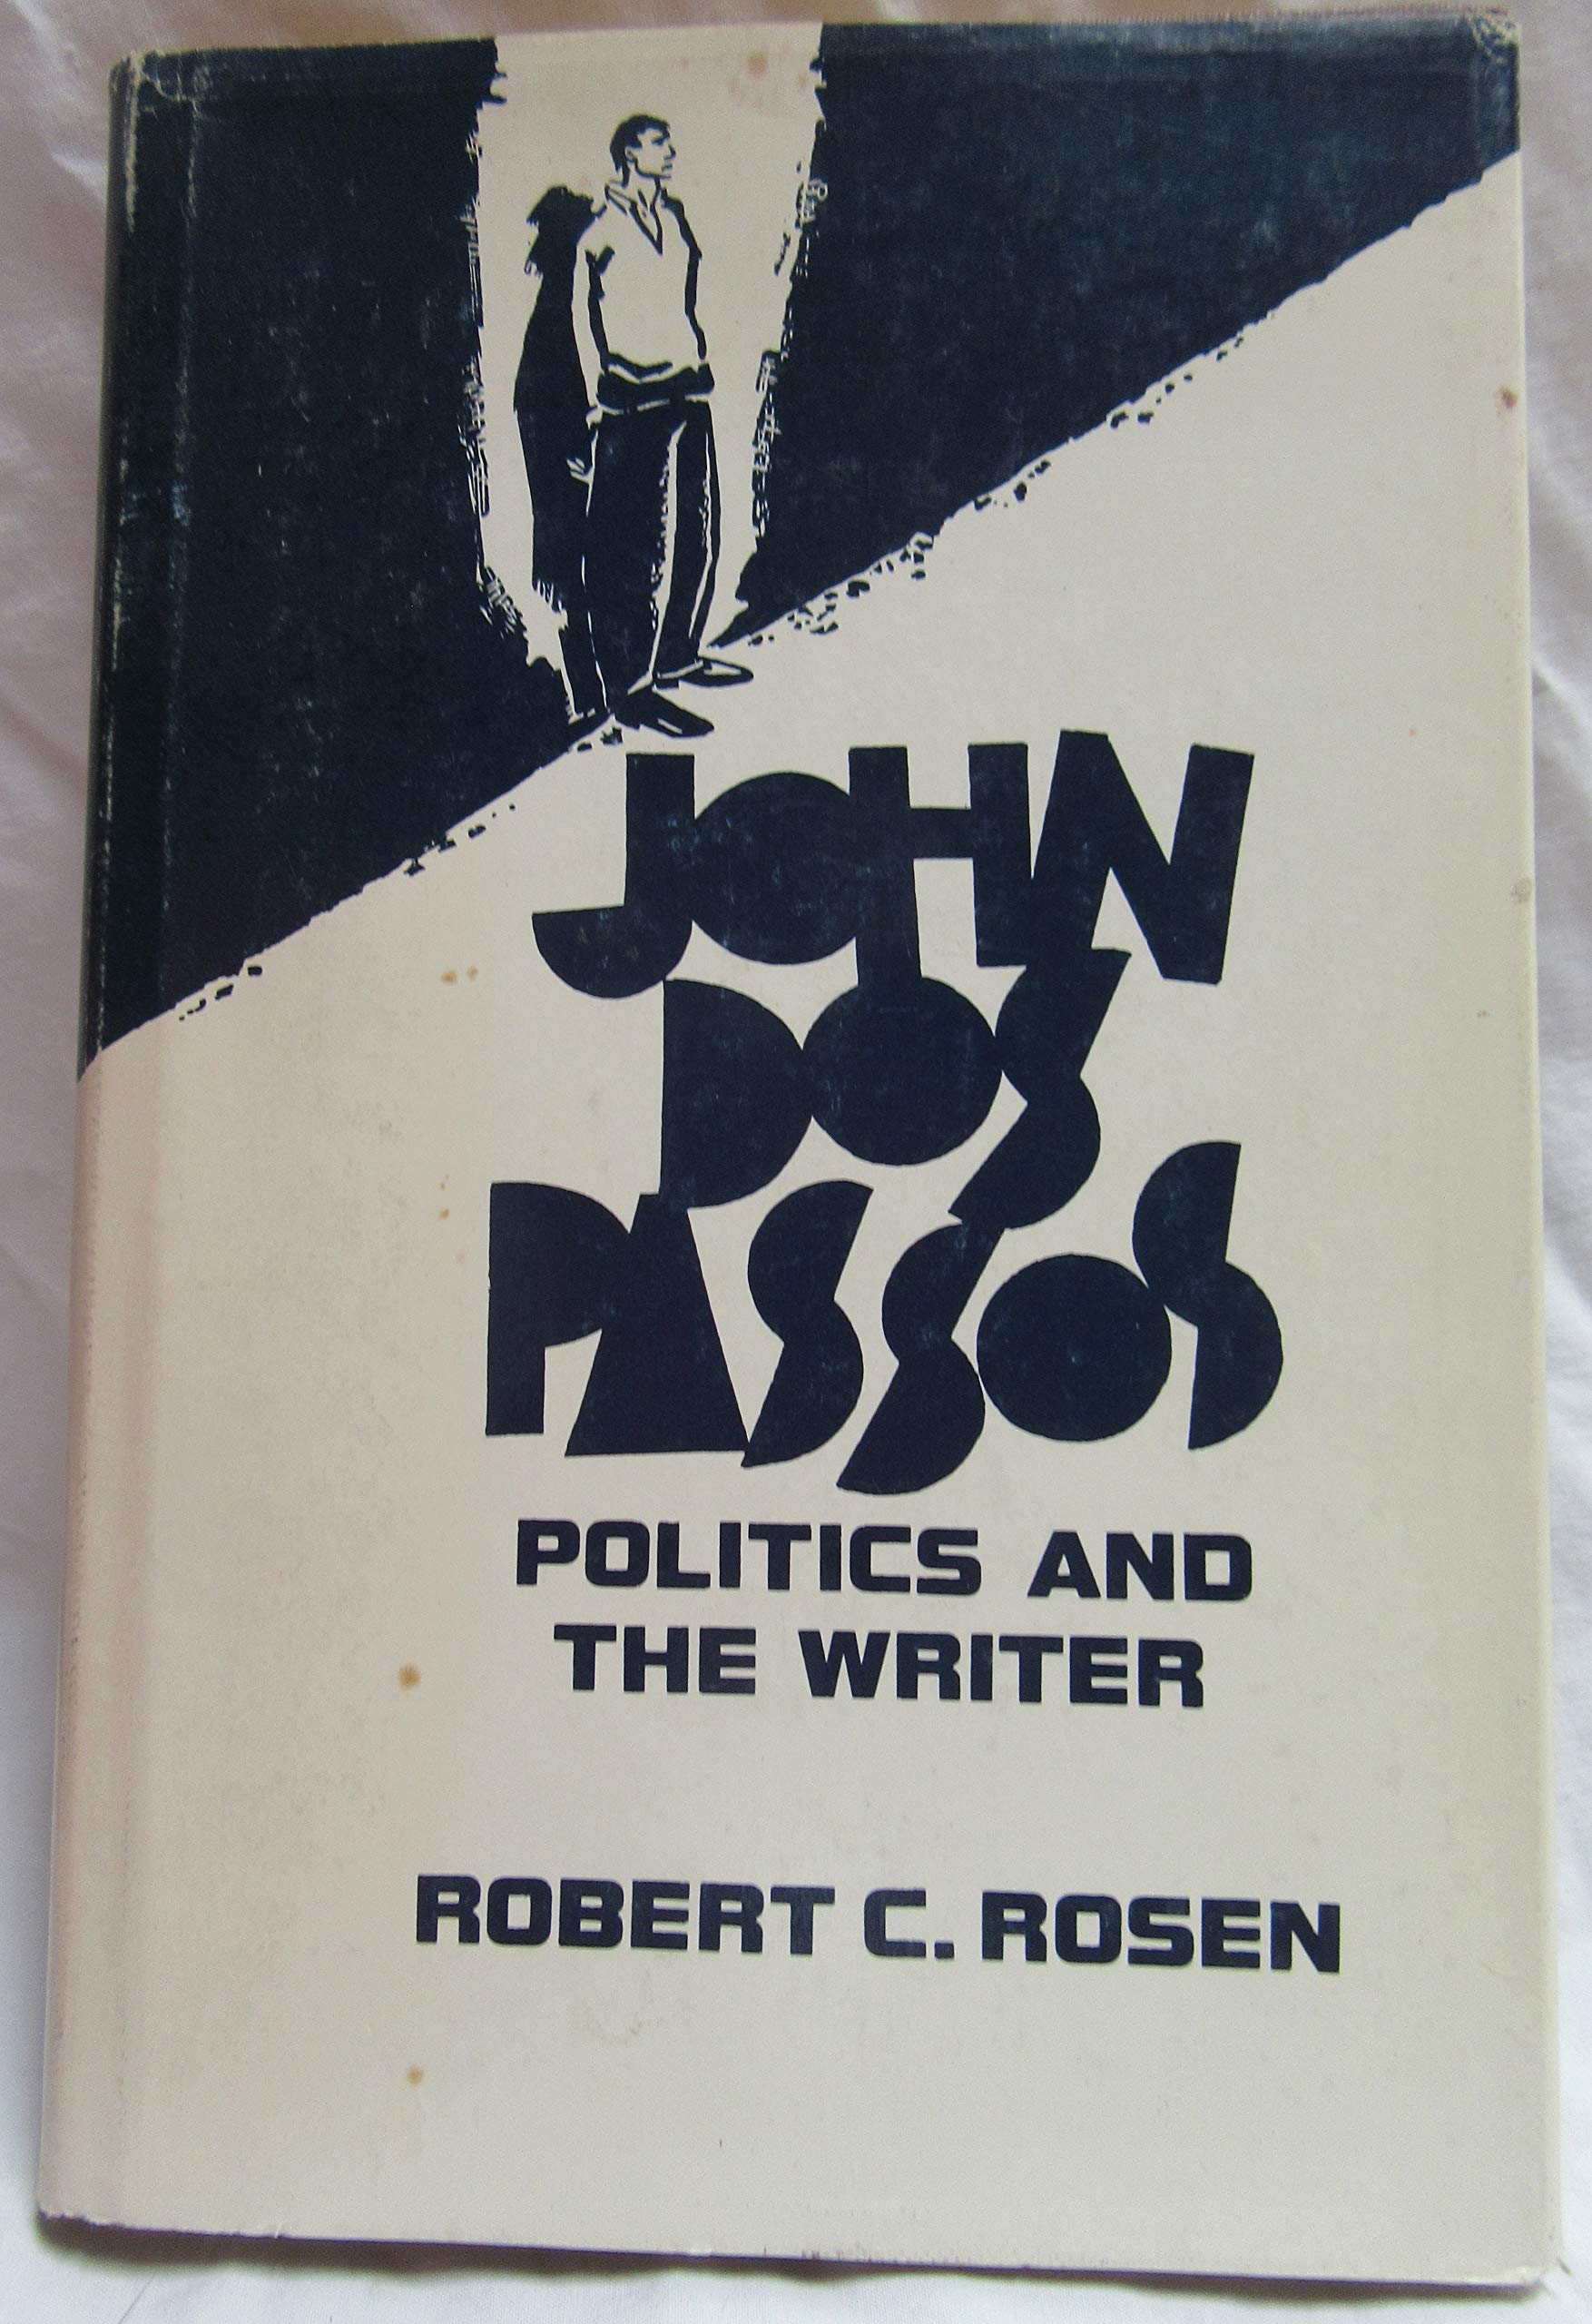 JOHN
DOS
PASSOS
POLITICS AND
THE WRITER
ROBERT C. ROSEN